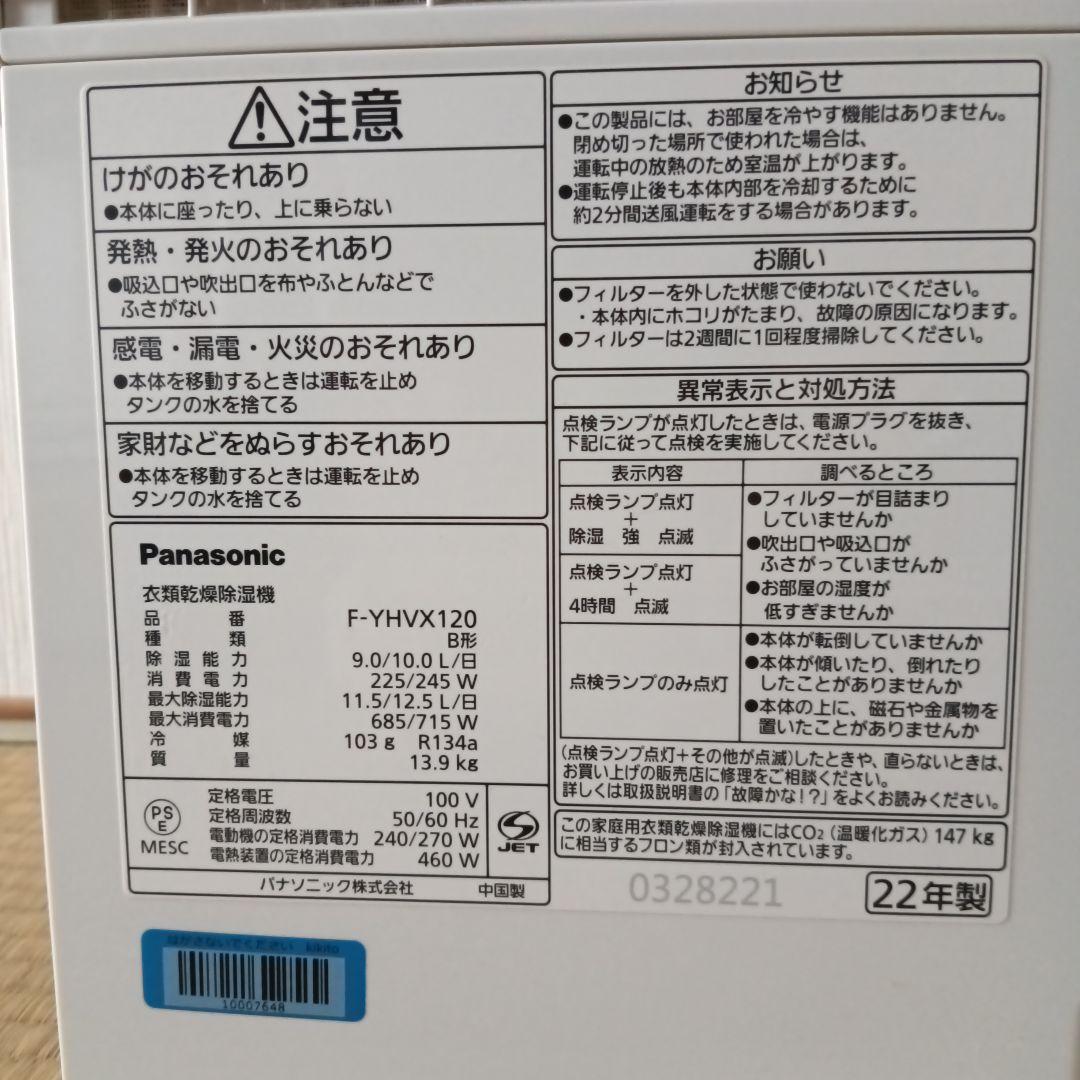 注意
けがのおそれあり
●本体に座ったり、上に乗らない
発熱・発火のおそれあり
●吸込口や吹出口を布やふとんなどで
ふさがない
感電・漏電・火災のおそれあり
●本体を移動するときは運転を止め
タンクの水を捨てる
家財などをぬらすおそれあり
●本体を移動するときは運転を止め
タンクの水を捨てる
Panasonic
衣類乾燥除湿機
品番 F-YHVX120
種類 B形
除湿能力 9.0/10.0 L/日
消費電力 225/245 W
最大除湿能力 11.5/12.5 L/日
最大消費電力 685/715 W
冷媒 103 g R134a
質量 13.9 kg
PS
E
MESC
定格電圧 100 V
定格周波数 50/60 Hz
電動機の定格消費電力 240/270 W
電熱装置の定格消費電力 460 W
JET
パナソニック株式会社 中国製
お知らせ
●この製品には、お部屋を冷やす機能はありません。
閉め切った場所で使われた場合は、
運転中の放熱のため室温が上がります。
●運転停止後も本体内部を冷却するために
約2分間送風運転をする場合があります。
お願い
●フィルターを外した状態で使わないでください。
・本体内にホコリがたまり、故障の原因になります。
●フィルターは2週間に1回程度掃除してください。
異常表示と対処方法
点検ランプが点灯したときは、電源プラグを抜き、
下記に従って点検を実施してください。
表示内容 調べるところ
点検ランプ点灯
+
除湿 強 点滅
点検ランプ点灯
+
4時間 点滅
●フィルターが目詰まり
していませんか
●吹出口や吸込口が
ふさがっていませんか
●お部屋の湿度が
低すぎませんか
点検ランプのみ点灯
●本体が転倒していませんか
●本体が傾いたり、倒れたり
したことがありませんか
●本体の上に、磁石や金属物を
置いたことがありませんか
(点検ランプ点灯+その他が点滅)したときや、直らないときは、
お買い上げの販売店に修理をご相談ください。
詳しくは取扱説明書の「故障かな!?」をよくお読みください。
この家庭用衣類乾燥除湿機にはCO₂(温暖化ガス)147 kg
に相当するフロン類が封入されています。
0328221
22年製
はがさないでください kikito
10007648